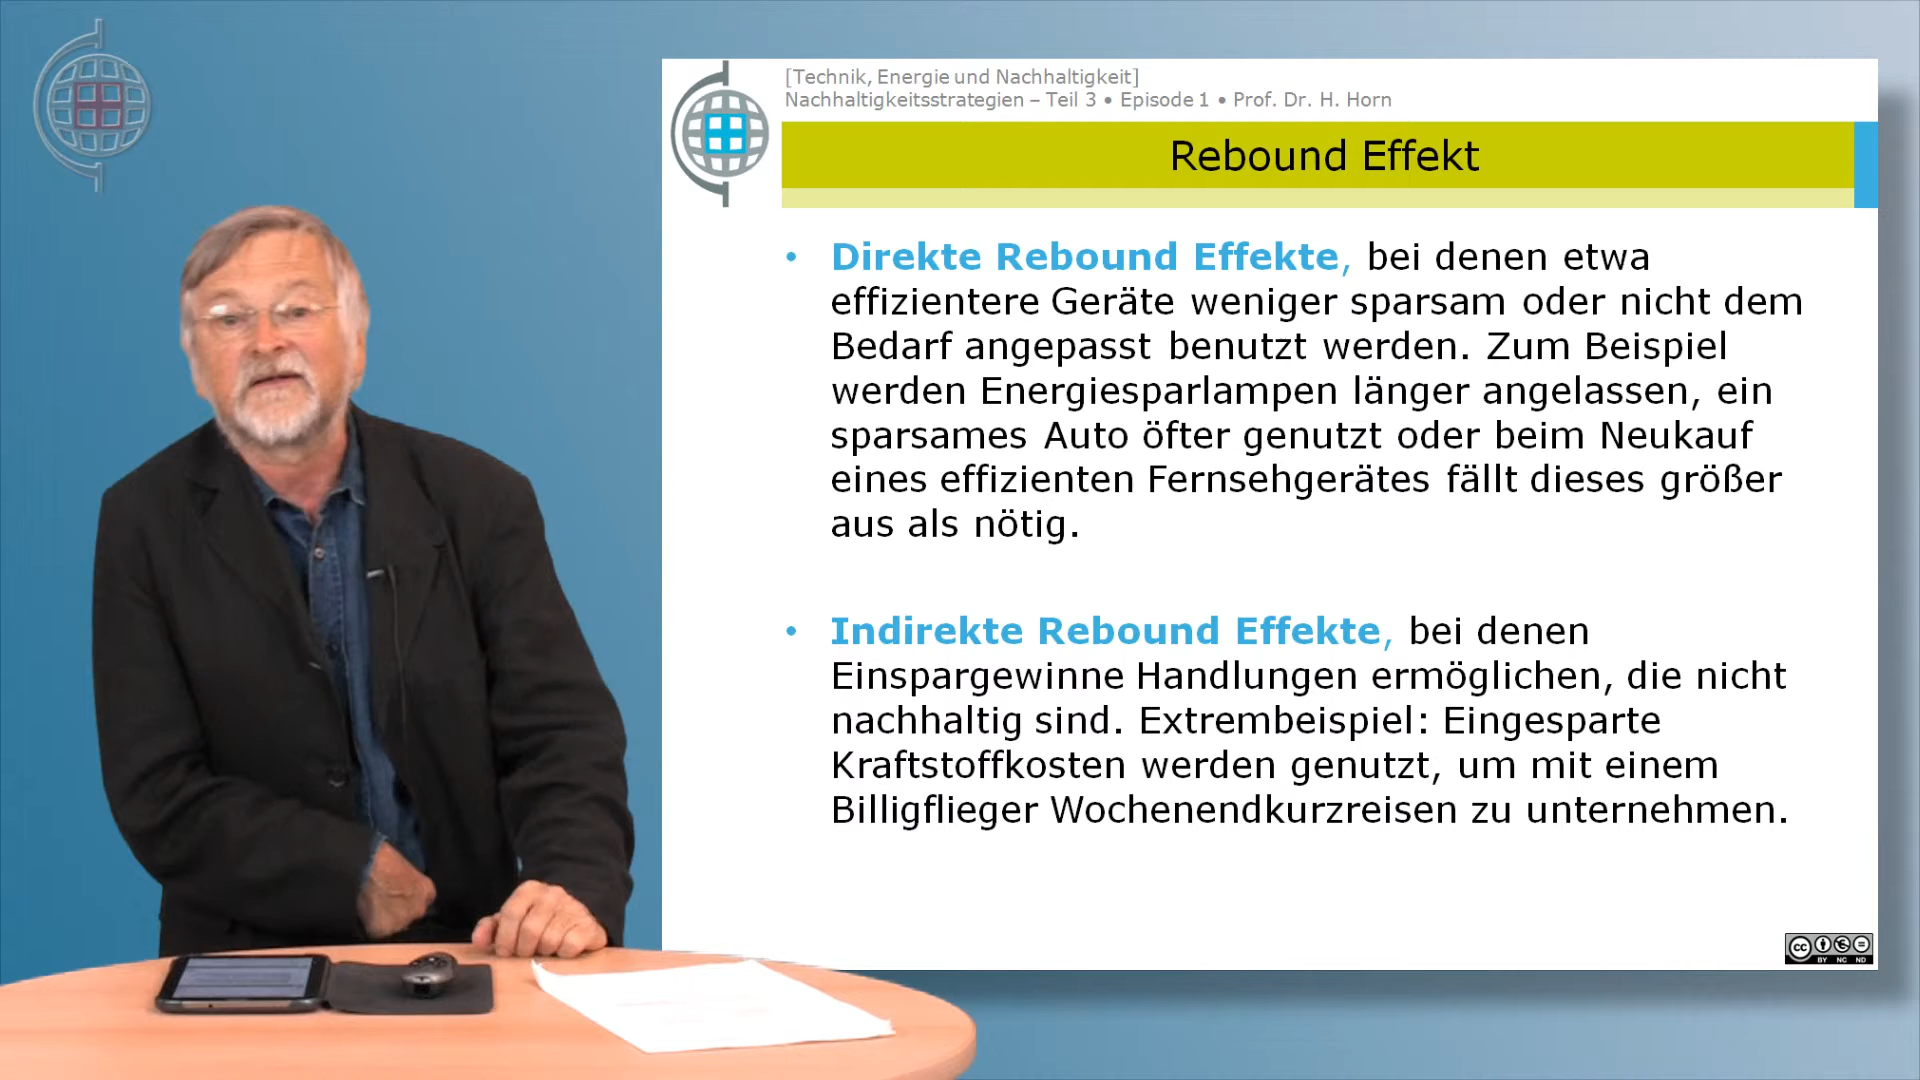 [Technik, Energie und Nachhaltigkeit]
Nachhaltigkeitsstrategien – Teil 3 • Episode 1 • Prof. Dr. H. Horn
Rebound Effekt
• Direkte Rebound Effekte, bei denen etwa
effizientere Geräte weniger sparsam oder nicht dem
Bedarf angepasst benutzt werden. Zum Beispiel
werden Energiesparlampen länger angelassen, ein
sparsames Auto öfter genutzt oder beim Neukauf
eines effizienten Fernsehgerätes fällt dieses größer
aus als nötig.
• Indirekte Rebound Effekte, bei denen
Einspargewinne Handlungen ermöglichen, die nicht
nachhaltig sind. Extrembeispiel: Eingesparte
Kraftstoffkosten werden genutzt, um mit einem
Billigflieger Wochenendkurzreisen zu unternehmen.
cc
BY NC ND